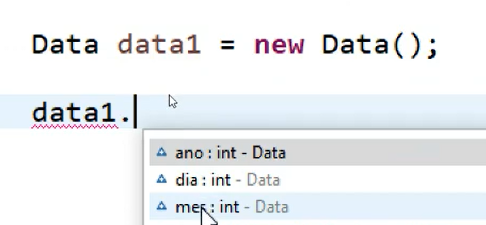 Data data1 = new Data();
data1.
ano : int - Data
dia : int - Data
mes : int - Data